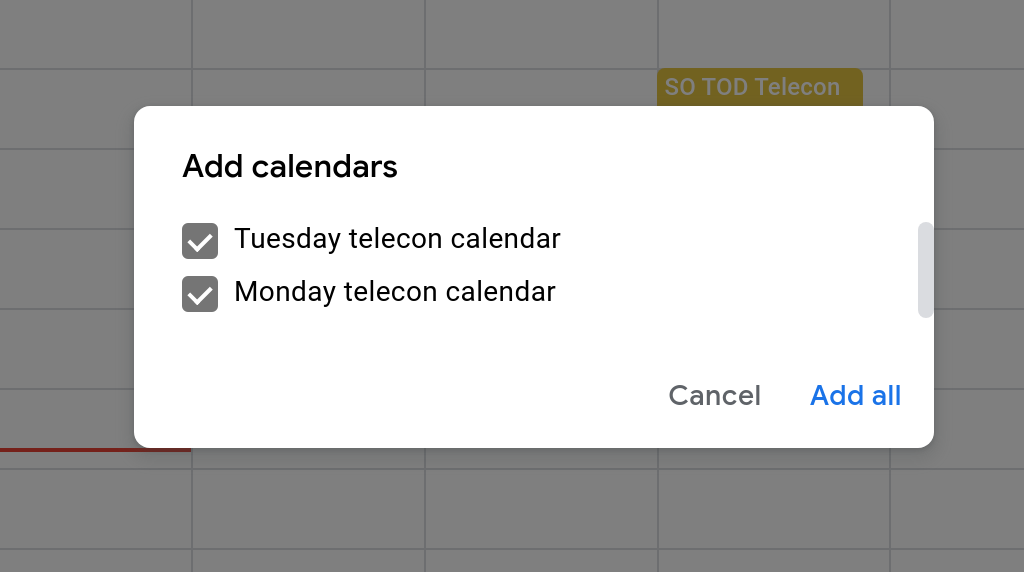 SO TOD Telecon
Add calendars
Tuesday telecon calendar
Monday telecon calendar
Cancel
Add all